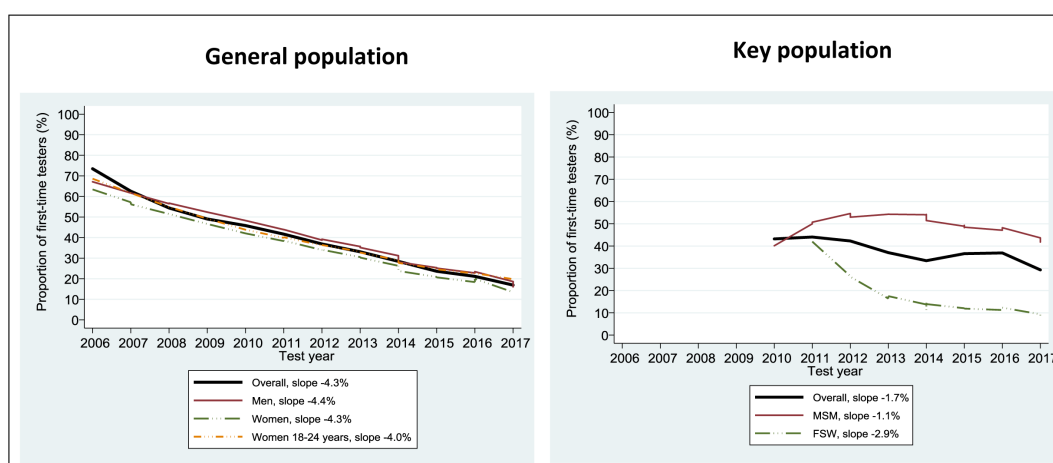 General population
Proportion of first-time testers (%)
100
90
80
70
60
50
40
30
20
10
0
2006 2007 2008 2009 2010 2011 2012 2013 2014 2015 2016 2017
Test year
Overall, slope -4.3%
Men, slope -4.4%
Women, slope -4.3%
Women 18-24 years, slope -4.0%
Key population
Proportion of first-time testers (%)
100
90
80
70
60
50
40
30
20
10
0
2006 2007 2008 2009 2010 2011 2012 2013 2014 2015 2016 2017
Test year
Overall, slope -1.7%
MSM, slope -1.1%
FSW, slope -2.9%